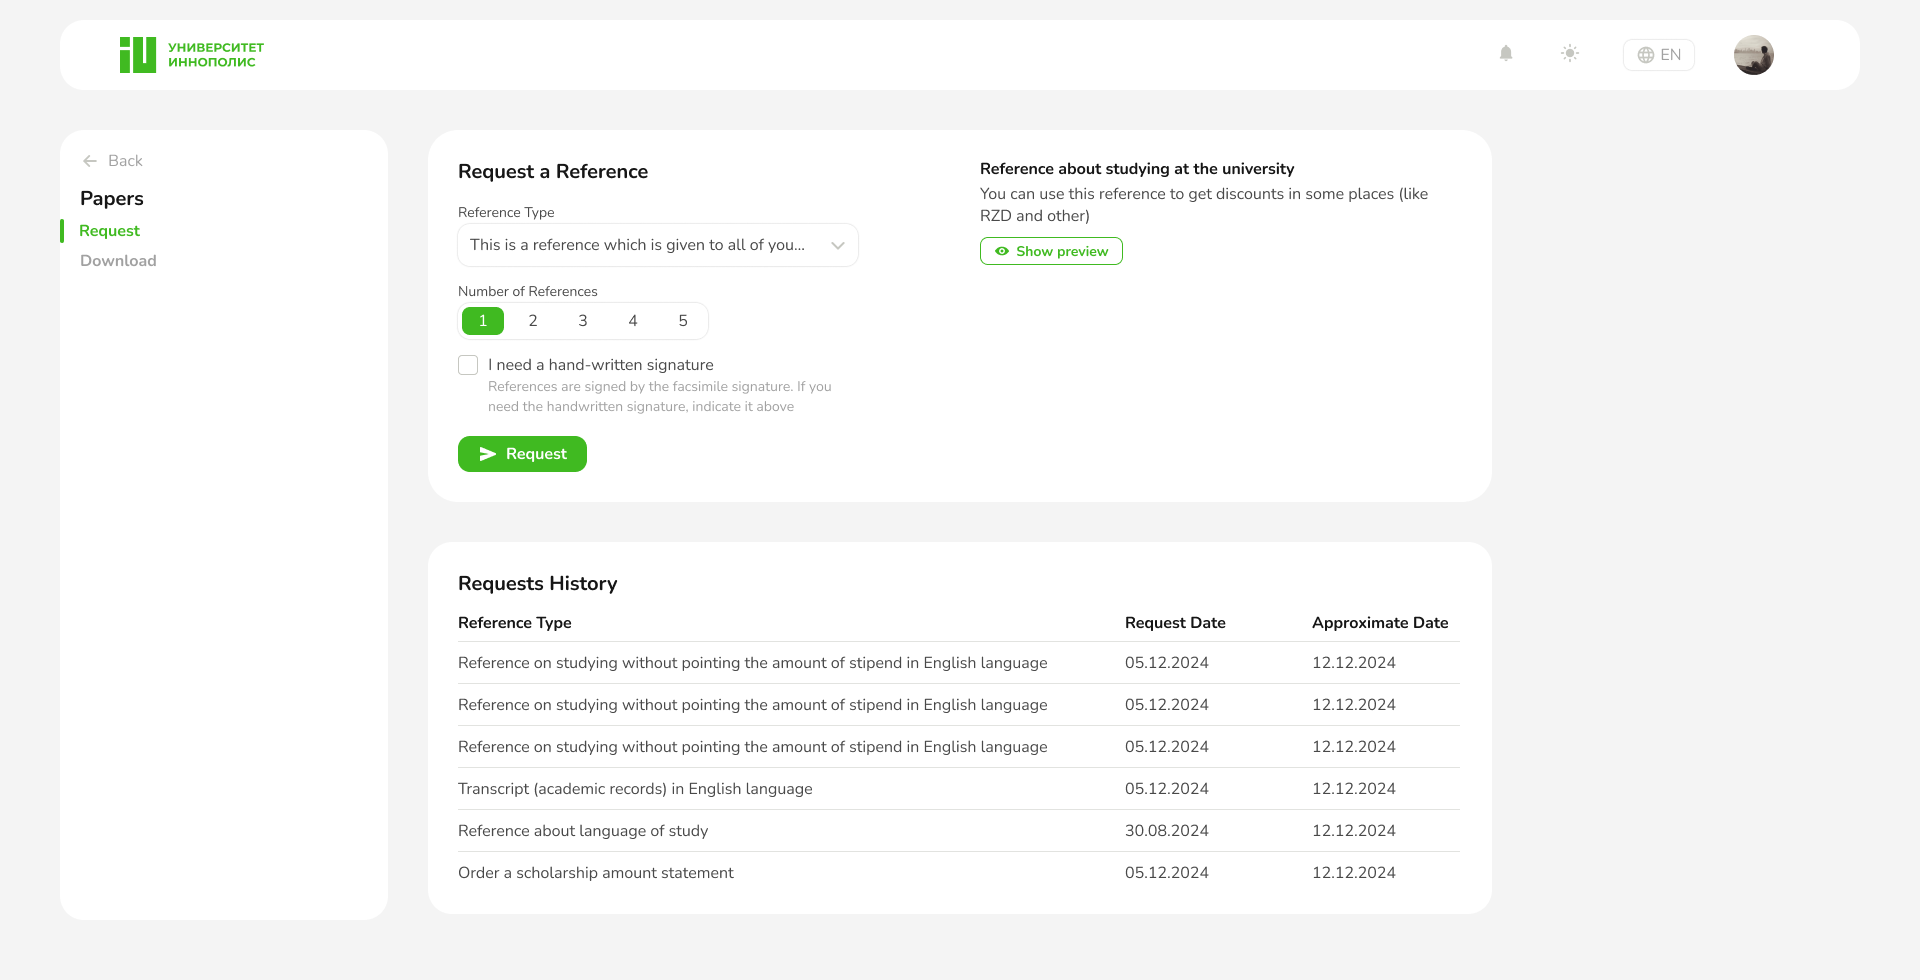 УНИВЕРСИТЕТ
ИННОПОЛИС
EN
Back
Papers
Request
Download
Request a Reference
Reference Type
This is a reference which is given to all of you...
Number of References
1 2 3 4 5
I need a hand-written signature
References are signed by the facsimile signature. If you
need the handwritten signature, indicate it above
Request
Reference about studying at the university
You can use this reference to get discounts in some places (like
RZD and other)
Show preview
Requests History
Reference Type Request Date Approximate Date
Reference on studying without pointing the amount of stipend in English language 05.12.2024 12.12.2024
Reference on studying without pointing the amount of stipend in English language 05.12.2024 12.12.2024
Reference on studying without pointing the amount of stipend in English language 05.12.2024 12.12.2024
Transcript (academic records) in English language 05.12.2024 12.12.2024
Reference about language of study 30.08.2024 12.12.2024
Order a scholarship amount statement 05.12.2024 12.12.2024